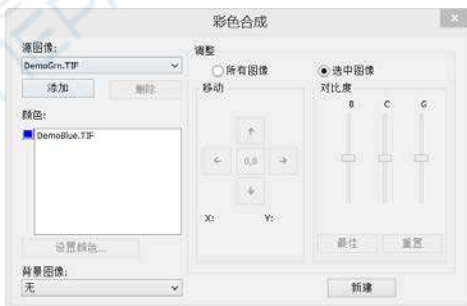 彩色合成
源图像:
DemoGrn.TIF
添加
删除
颜色:
DemoBlue.TIF
设置颜色...
背景图像:
无
调整
所有图像
选中图像
移动
0,0
X:
Y:
对比度
B
C
G
最佳
重置
新建